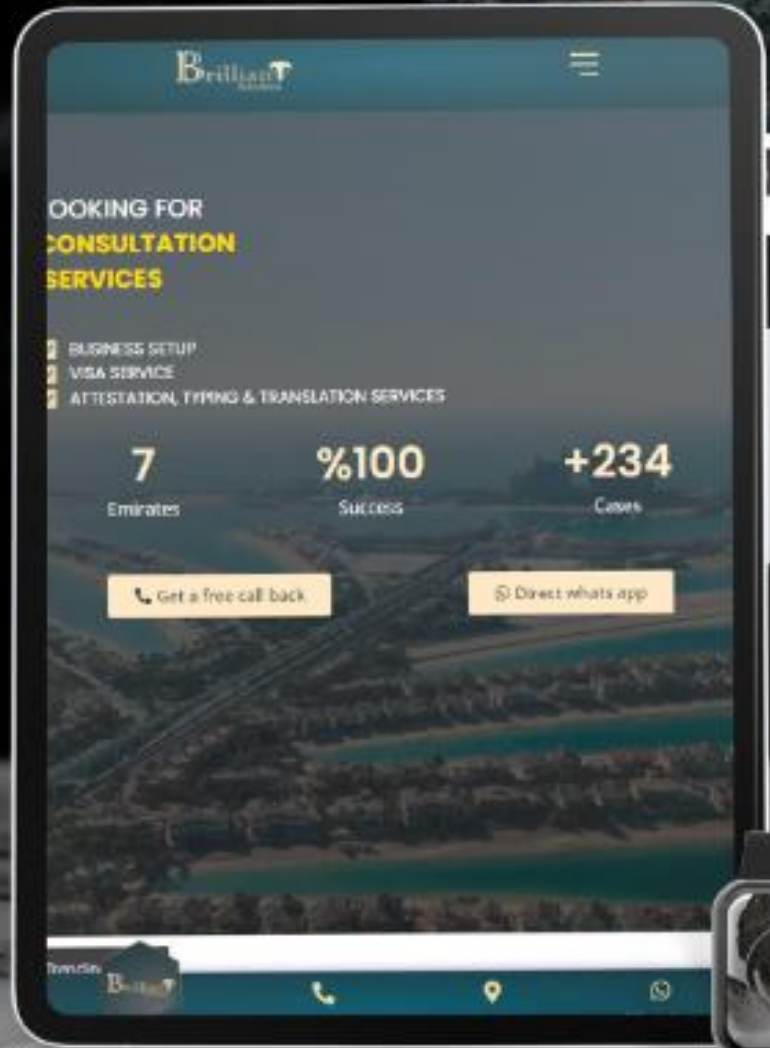 BrillianT
OOKING FOR
CONSULTATION
SERVICES
BUSINESS SETUP
VISA SERVICE
ATTESTATION, TYPING & TRANSLATION SERVICES
7
%100
+234
Emirates
Success
Cases
Get a free call back
Direct whats app
BrillianT